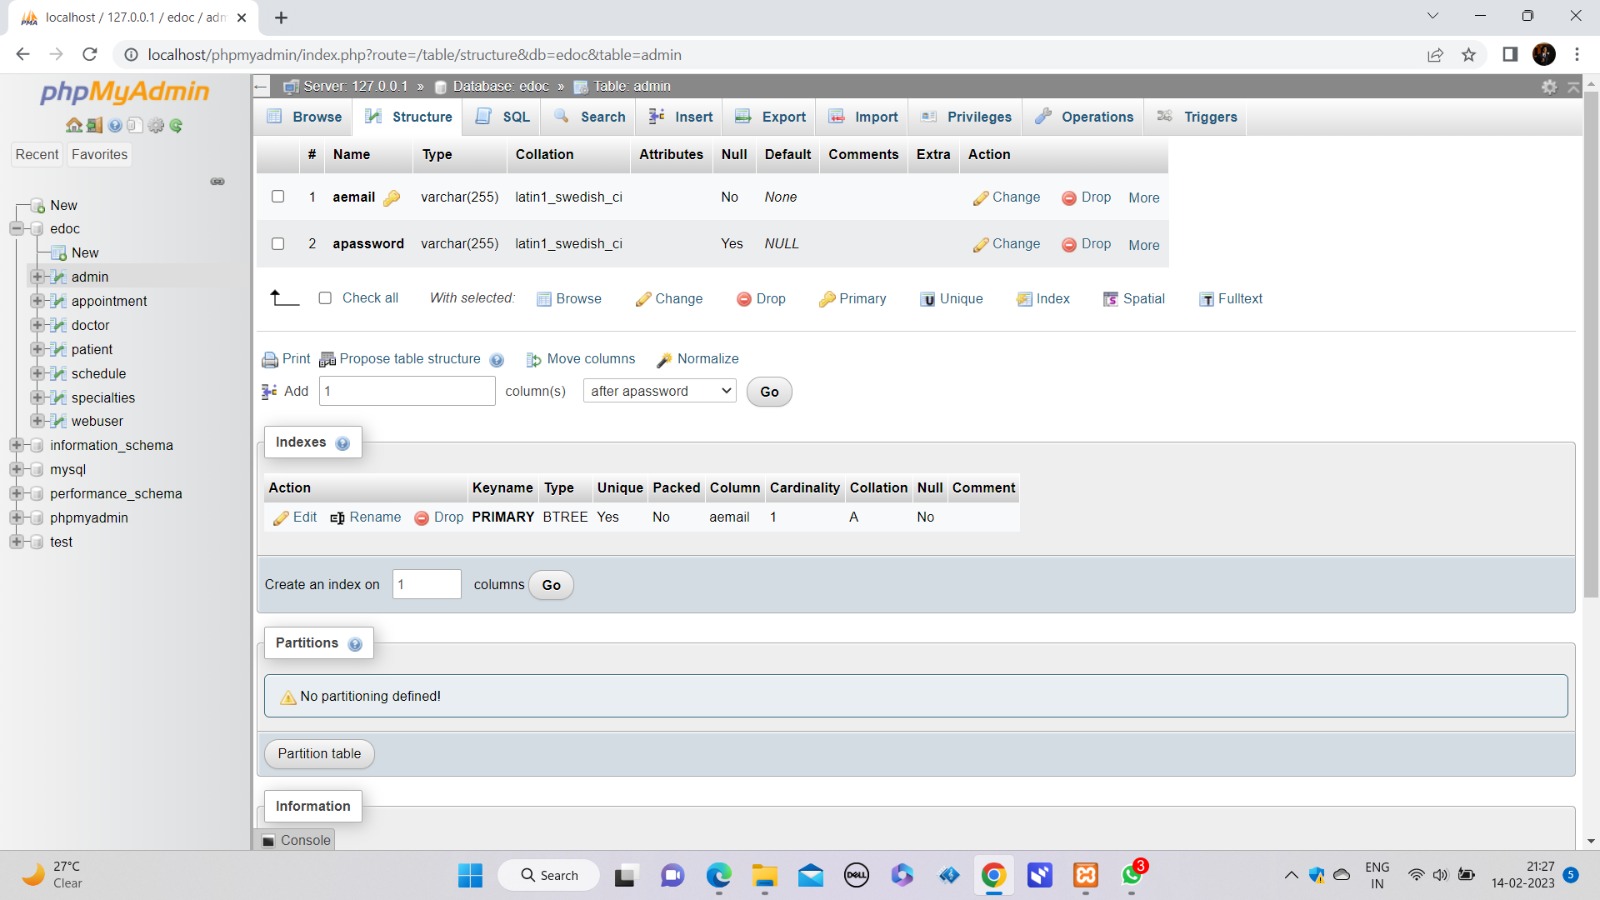 localhost / 127.0.0.1 / edoc / adm
localhost/phpmyadmin/index.php?route=/table/structure&db=edoc&table=admin
phpMyAdmin
Recent Favorites
New
edoc
New
admin
appointment
doctor
patient
schedule
specialties
webuser
information_schema
mysql
performance_schema
phpmyadmin
test
Server: 127.0.0.1 » Database: edoc » Table: admin
Browse Structure SQL Search Insert Export Import Privileges Operations Triggers
# Name Type Collation Attributes Null Default Comments Extra Action
1 aemail varchar(255) latin1_swedish_ci No None Change Drop More
2 apassword varchar(255) latin1_swedish_ci Yes NULL Change Drop More
Check all With selected: Browse Change Drop Primary Unique Index Spatial Fulltext
Print Propose table structure Move columns Normalize
Add 1 column(s) after apassword Go
Indexes
Action Keyname Type Unique Packed Column Cardinality Collation Null Comment
Edit Rename Drop PRIMARY BTREE Yes No aemail 1 A No
Create an index on 1 columns Go
Partitions
No partitioning defined!
Partition table
Information
Console
27°C
Clear
Search
DELL
3
ENG
IN
21:27
14-02-2023
5